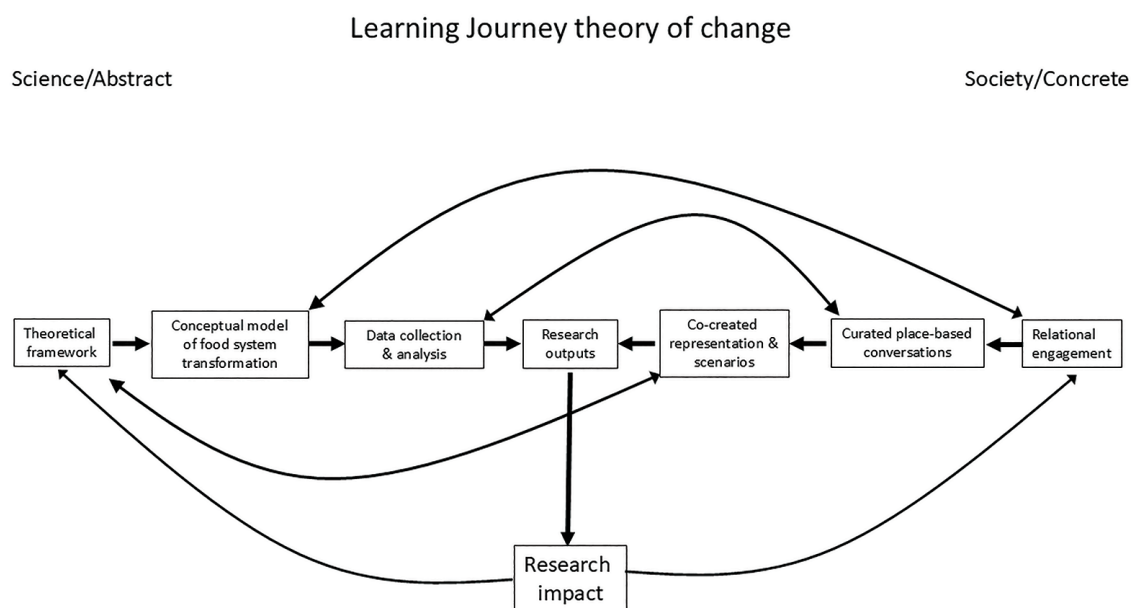 Learning Journey theory of change
Science/Abstract
Society/Concrete
Theoretical
framework
Conceptual model
of food system
transformation
Data collection
& analysis
Research
outputs
Co-created
representation &
scenarios
Curated place-based
conversations
Relational
engagement
Research
impact